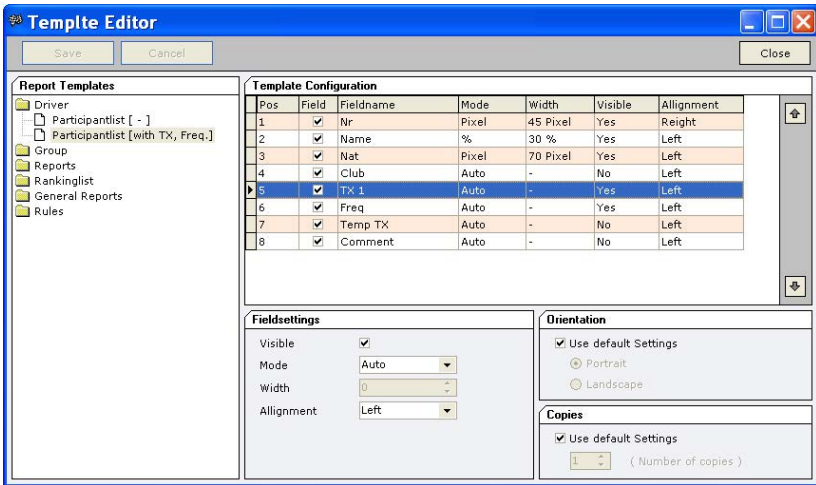 Templte Editor
Save Cancel Close
Report Templates
Driver
Participantlist [ - ]
Participantlist [with TX, Freq.]
Group
Reports
Rankinglist
General Reports
Rules
Template Configuration
Pos Field Fieldname Mode Width Visible Allignment
1 Nr Pixel 45 Pixel Yes Reight
2 Name % 30 % Yes Left
3 Nat Pixel 70 Pixel Yes Left
4 Club Auto - No Left
5 TX 1 Auto - Yes Left
6 Freq Auto - Yes Left
7 Temp TX Auto - No Left
8 Comment Auto - No Left
Fieldsettings
Visible
Mode Auto
Width 0
Allignment Left
Orientation
Use default Settings
Portrait
Landscape
Copies
Use default Settings
1 ( Number of copies )